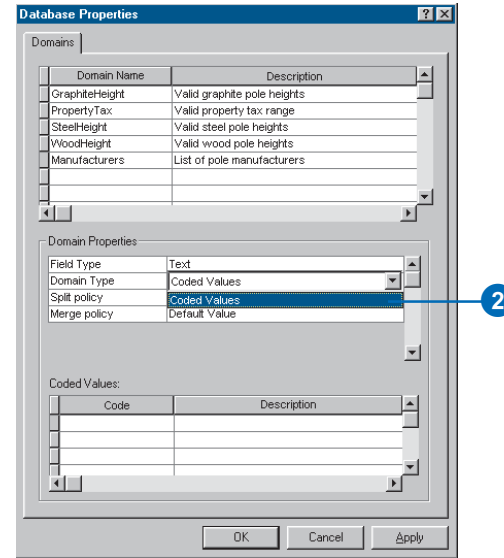 Database Properties
Domains
Domain Name Description
GraphiteHeight Valid graphite pole heights
PropertyTax Valid property tax range
SteelHeight Valid steel pole heights
WoodHeight Valid wood pole heights
Manufacturers List of pole manufacturers
Domain Properties
Field Type Text
Domain Type Coded Values
Split policy Coded Values
Merge policy Default Value
2
Coded Values:
Code Description
OK Cancel Apply